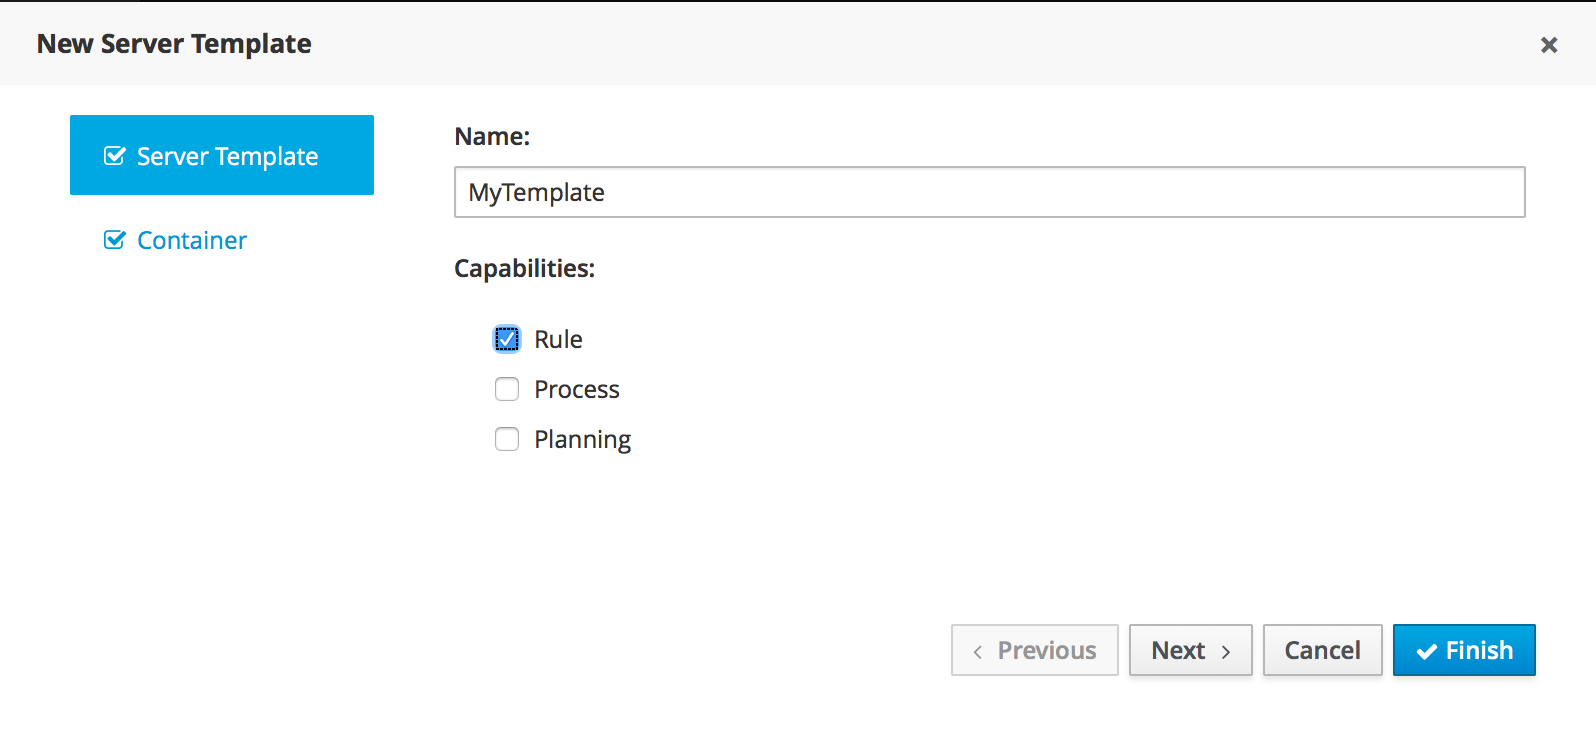 New Server Template
Server Template
Container
Name:
MyTemplate
Capabilities:
Rule
Process
Planning
Previous
Next
Cancel
Finish